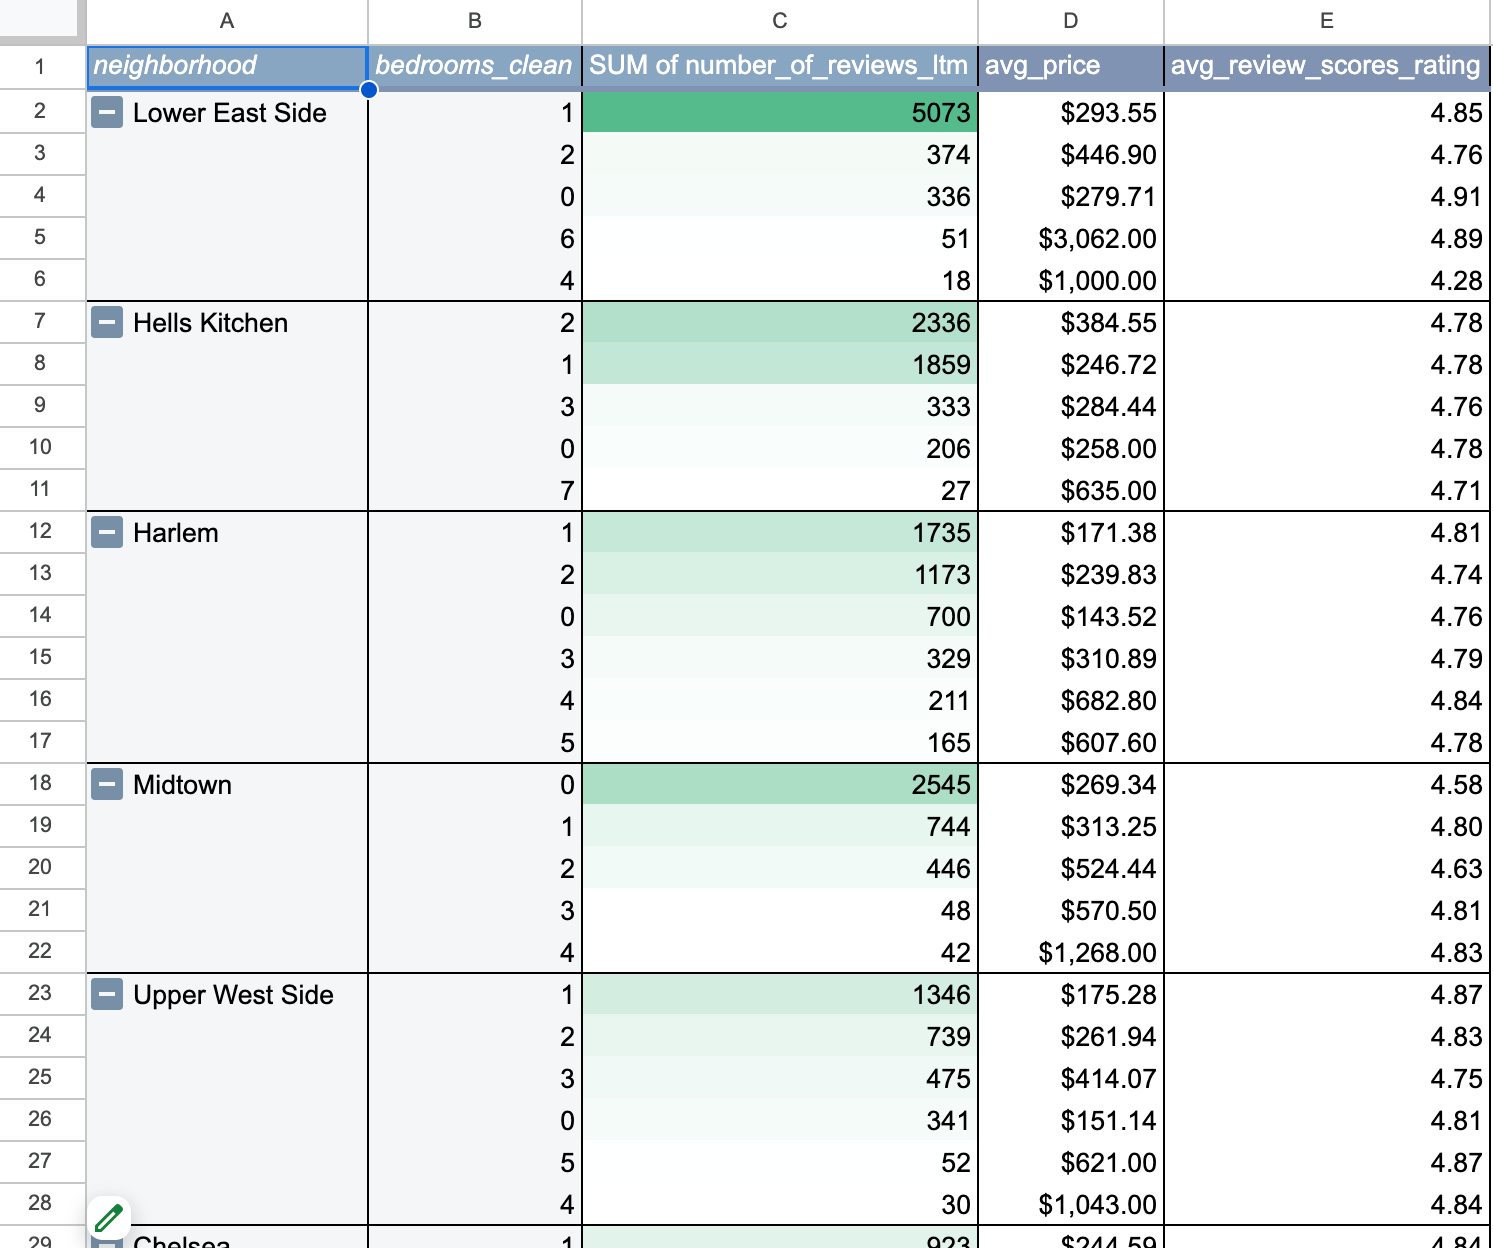 A B C D E
1 neighborhood bedrooms_clean SUM of number_of_reviews_ltm avg_price avg_review_scores_rating
2 Lower East Side 1 5073 $293.55 4.85
3 2 374 $446.90 4.76
4 0 336 $279.71 4.91
5 6 51 $3,062.00 4.89
6 4 18 $1,000.00 4.28
7 Hells Kitchen 2 2336 $384.55 4.78
8 1 1859 $246.72 4.78
9 3 333 $284.44 4.76
10 0 206 $258.00 4.78
11 7 27 $635.00 4.71
12 Harlem 1 1735 $171.38 4.81
13 2 1173 $239.83 4.74
14 0 700 $143.52 4.76
15 3 329 $310.89 4.79
16 4 211 $682.80 4.84
17 5 165 $607.60 4.78
18 Midtown 0 2545 $269.34 4.58
19 1 744 $313.25 4.80
20 2 446 $524.44 4.63
21 3 48 $570.50 4.81
22 4 42 $1,268.00 4.83
23 Upper West Side 1 1346 $175.28 4.87
24 2 739 $261.94 4.83
25 3 475 $414.07 4.75
26 0 341 $151.14 4.81
27 5 52 $621.00 4.87
28 4 30 $1,043.00 4.84
29 Chelsea 1 923 $244.59 4.84